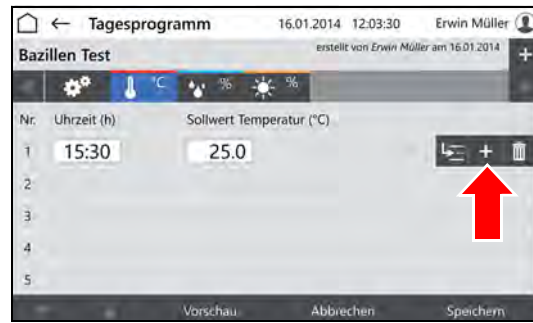 Tagesprogramm 16.01.2014 12:03:30 Erwin Müller
Bazillen Test erstellt von Erwin Müller am 16.01.2014
°C % %
Nr. Uhrzeit (h) Sollwert Temperatur (°C)
1 15:30 25.0
2
3
4
5
Vorschau Abbrechen Speichern